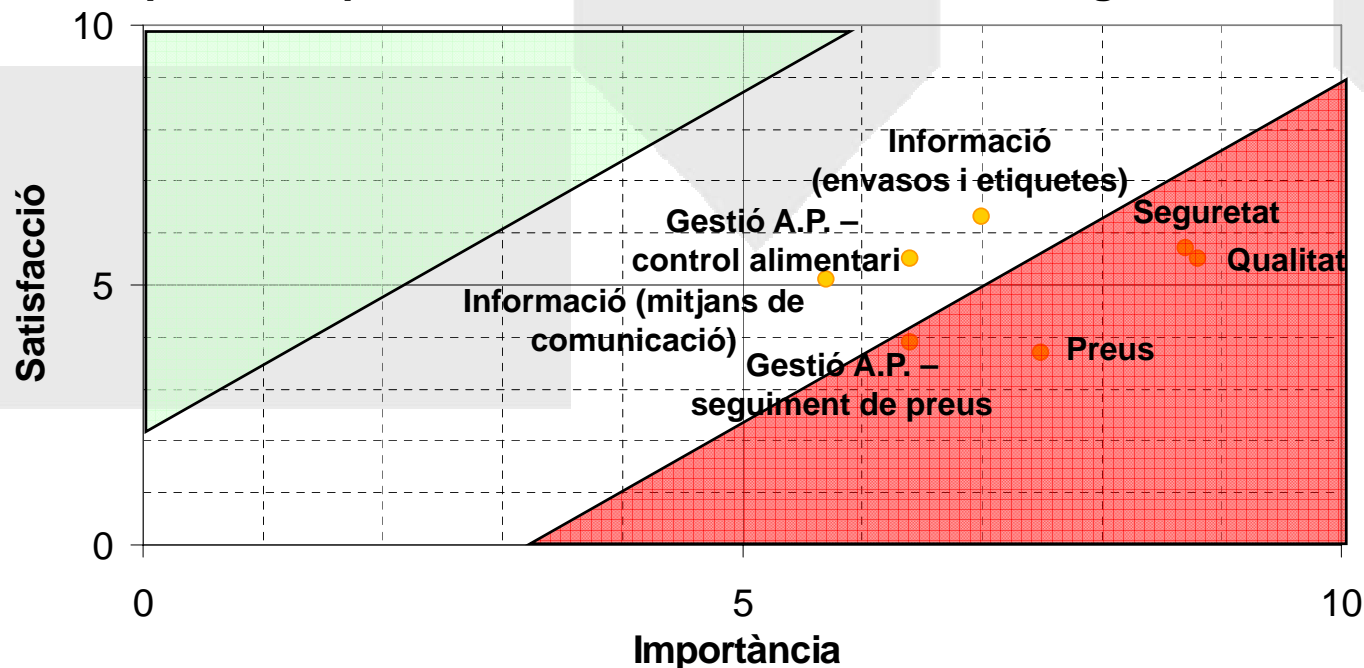 10
Informació
(envasos i etiquetes)
Seguretat
Gestió A.P. –
control alimentari
Qualitat
Satisfacció
5
Informació (mitjans de
comunicació)
Preus
Gestió A.P. –
seguiment de preus
0
0
5
10
Importància